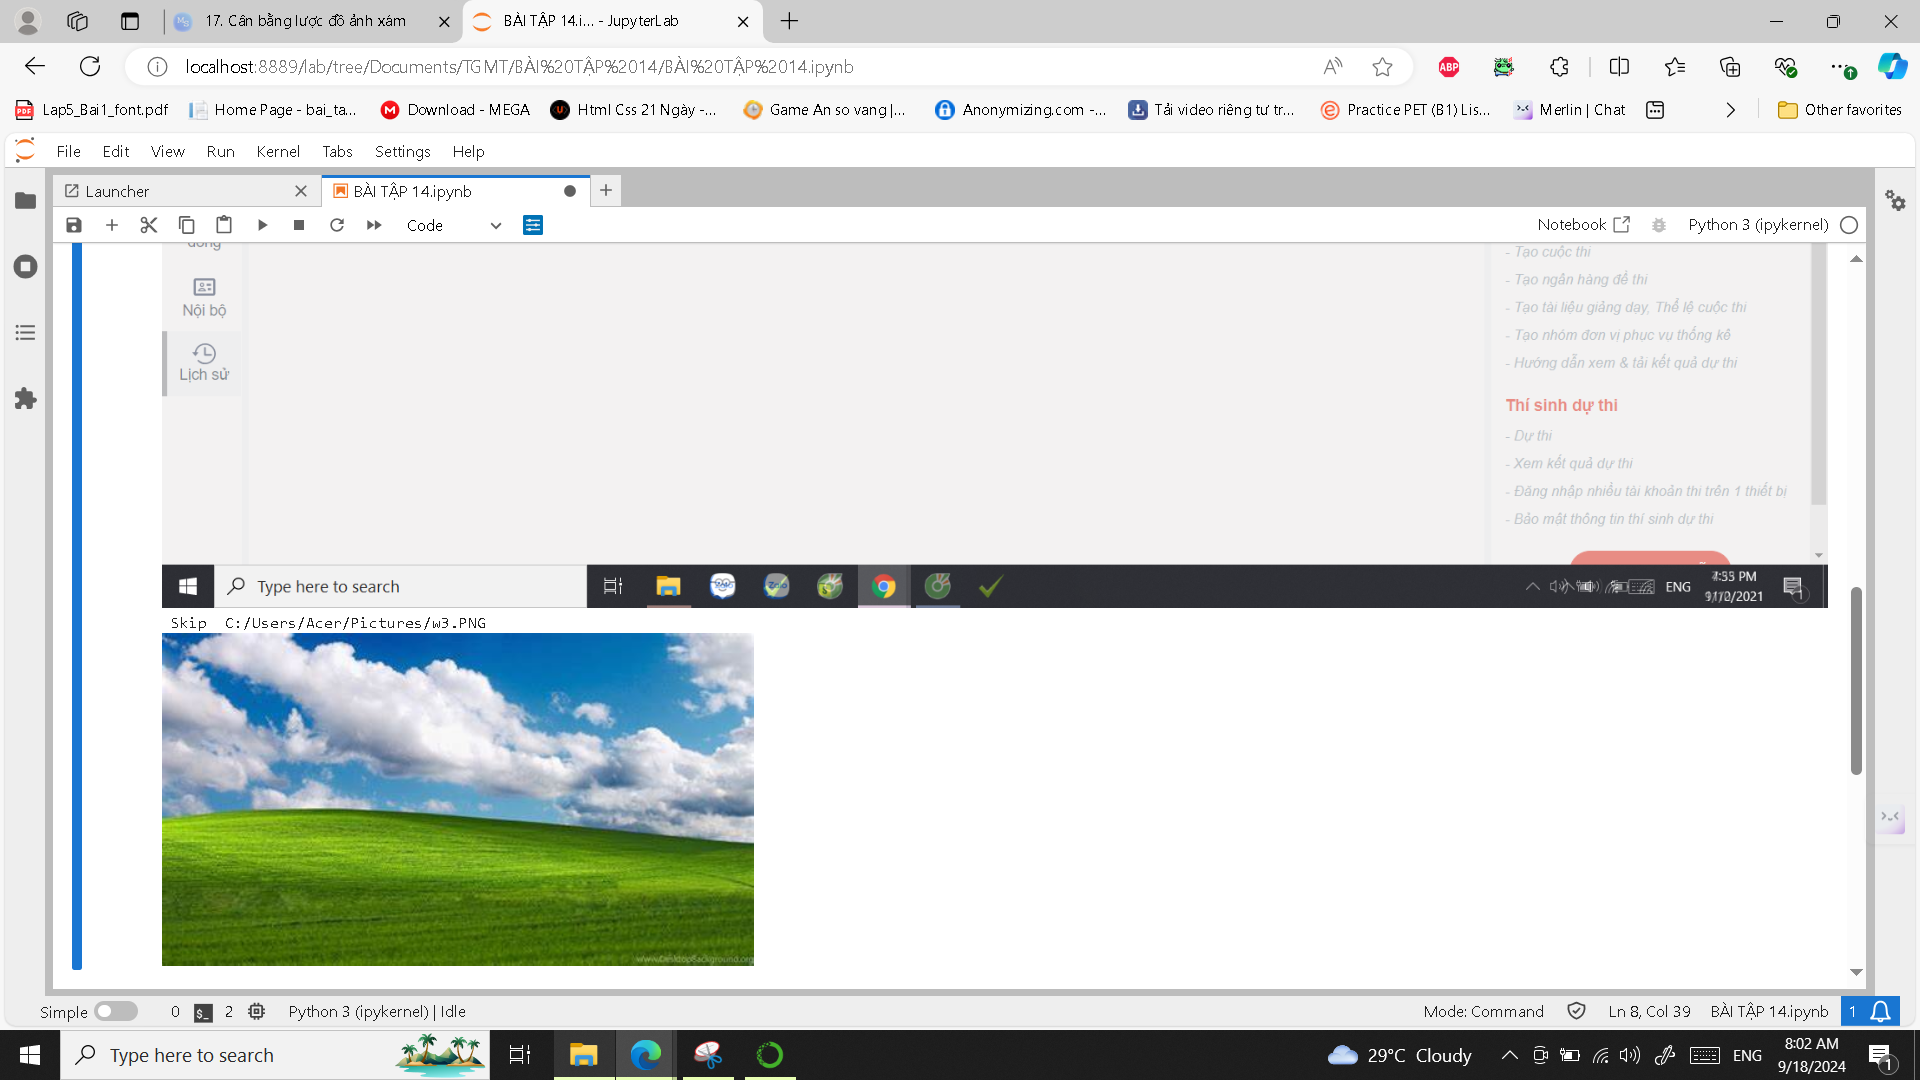 17. Cân bằng lược đồ ảnh xám
BÀI TẬP 14.i... - JupyterLab
localhost:8889/lab/tree/Documents/TGMT/BÀI%20TẬP%2014/BÀI%20TẬP%2014.ipynb
Lap5_Bai1_font.pdf
Home Page - bai_ta...
Download - MEGA
Html Css 21 Ngày -...
Game An so vang |...
Anonymizing.com -...
Tải video riêng tư tr...
Practice PET (B1) Lis...
Merlin | Chat
Other favorites
File Edit View Run Kernel Tabs Settings Help
Launcher
BÀI TẬP 14.ipynb
Code
Notebook
Python 3 (ipykernel)
- Tạo cuộc thi
- Tạo ngân hàng đề thi
Nội bộ
- Tạo tài liệu giảng dạy, Thể lệ cuộc thi
- Tạo nhóm đơn vị phục vụ thống kê
- Hướng dẫn xem & tải kết quả dự thi
Lịch sử
Thí sinh dự thi
- Dự thi
- Xem kết quả dự thi
- Đăng nhập nhiều tài khoản thi trên 1 thiết bị
- Bảo mật thông tin thí sinh dự thi
Type here to search
Zalo
ENG
Skip C:/Users/Acer/Pictures/w3.PNG
www.DesktopBackground.org
Simple
0
2
Python 3 (ipykernel) | Idle
Mode: Command
Ln 8, Col 39
BÀI TẬP 14.ipynb
1
Type here to search
29°C Cloudy
ENG
8:02 AM
9/18/2024
1